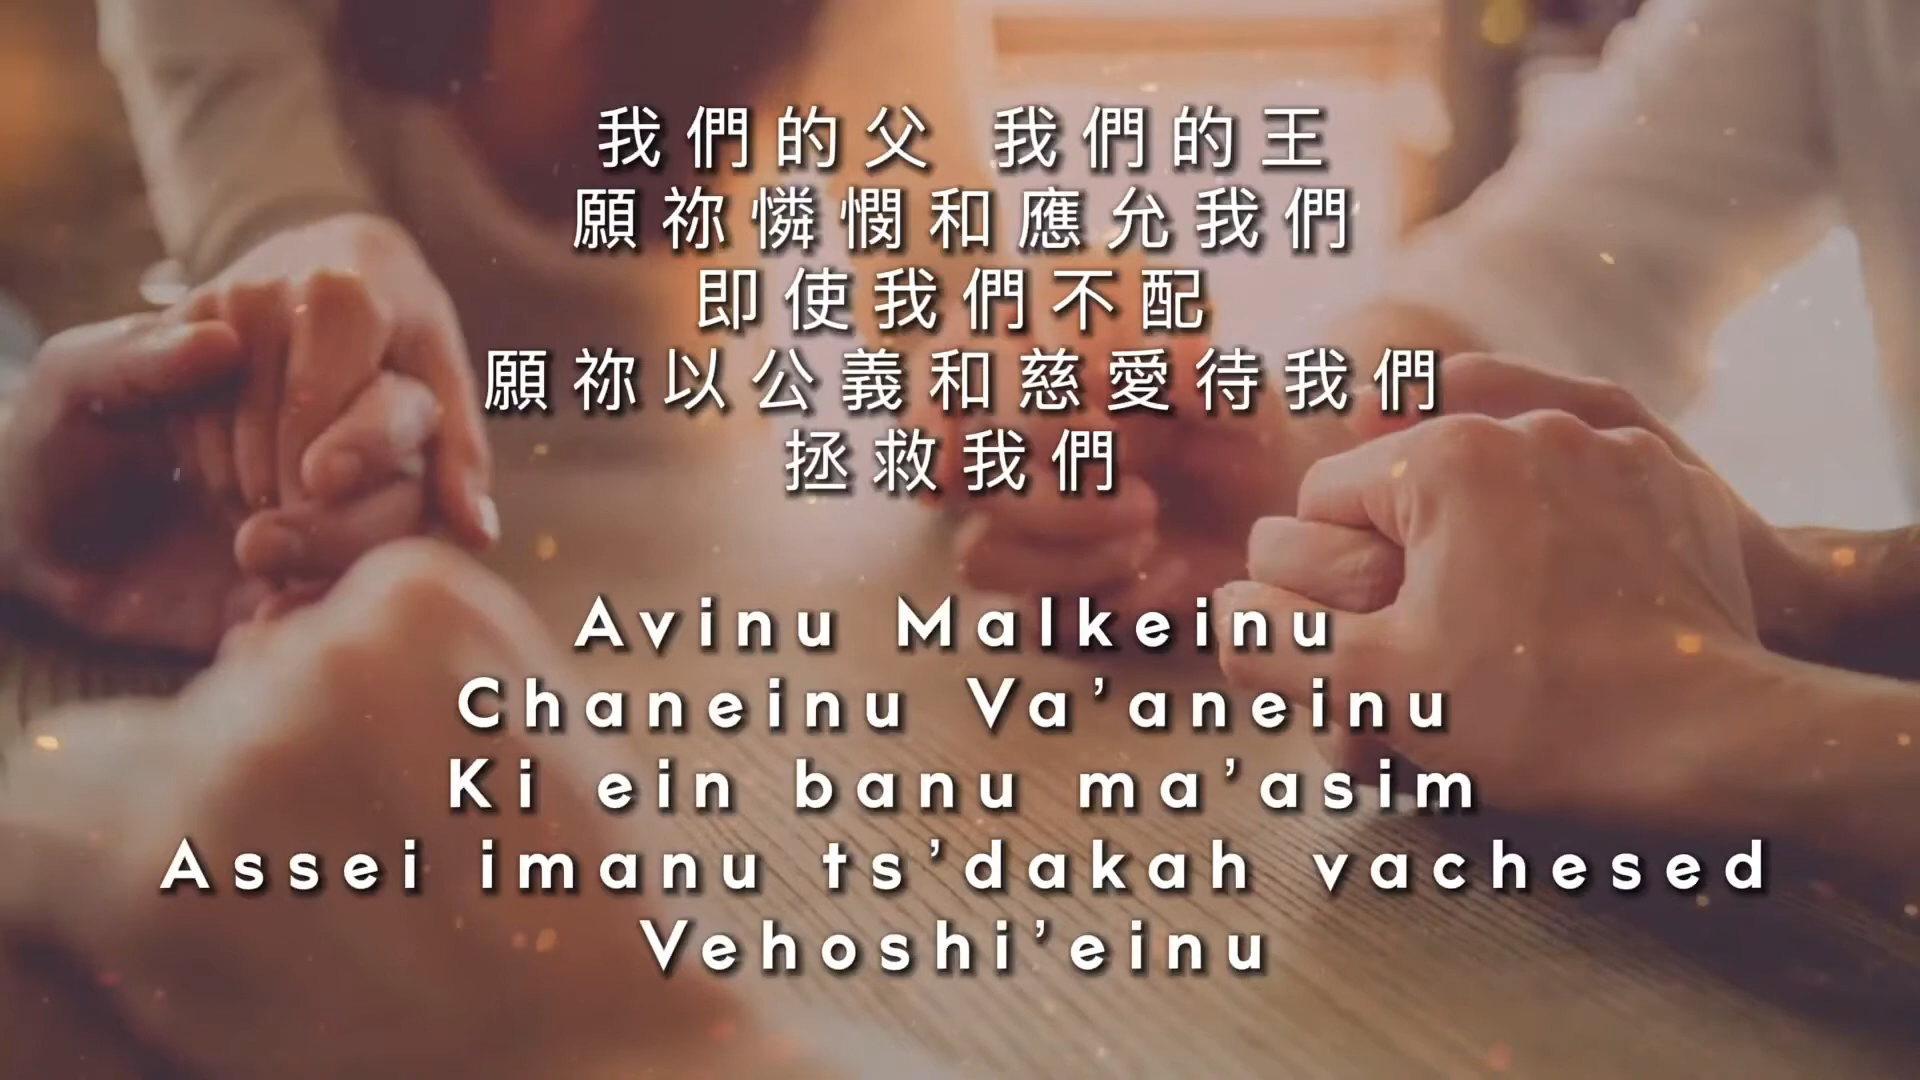 我們的父 我們的王
願祢憐憫和應允我們
即使我們不配
願祢以公義和慈愛待我們
拯救我們
Avinu Malkeinu
Chaneinu Va’aneinu
Ki ein banu ma’asim
Assei imanu ts’dakah vachesed
Vehoshi’einu